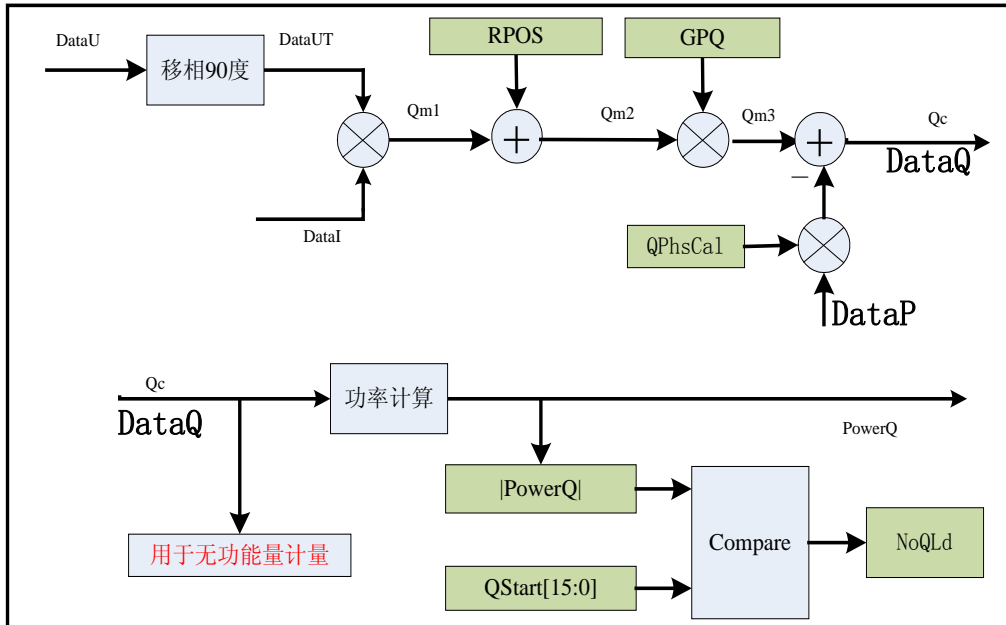 DataU
移相90度
DataUT
RPOS
GPQ
Qm1
Qm2
Qm3
Qc
DataQ
DataI
QPhsCal
DataP
Qc
DataQ
功率计算
PowerQ
|PowerQ|
用于无功能量计量
QStart[15:0]
Compare
NoQLd